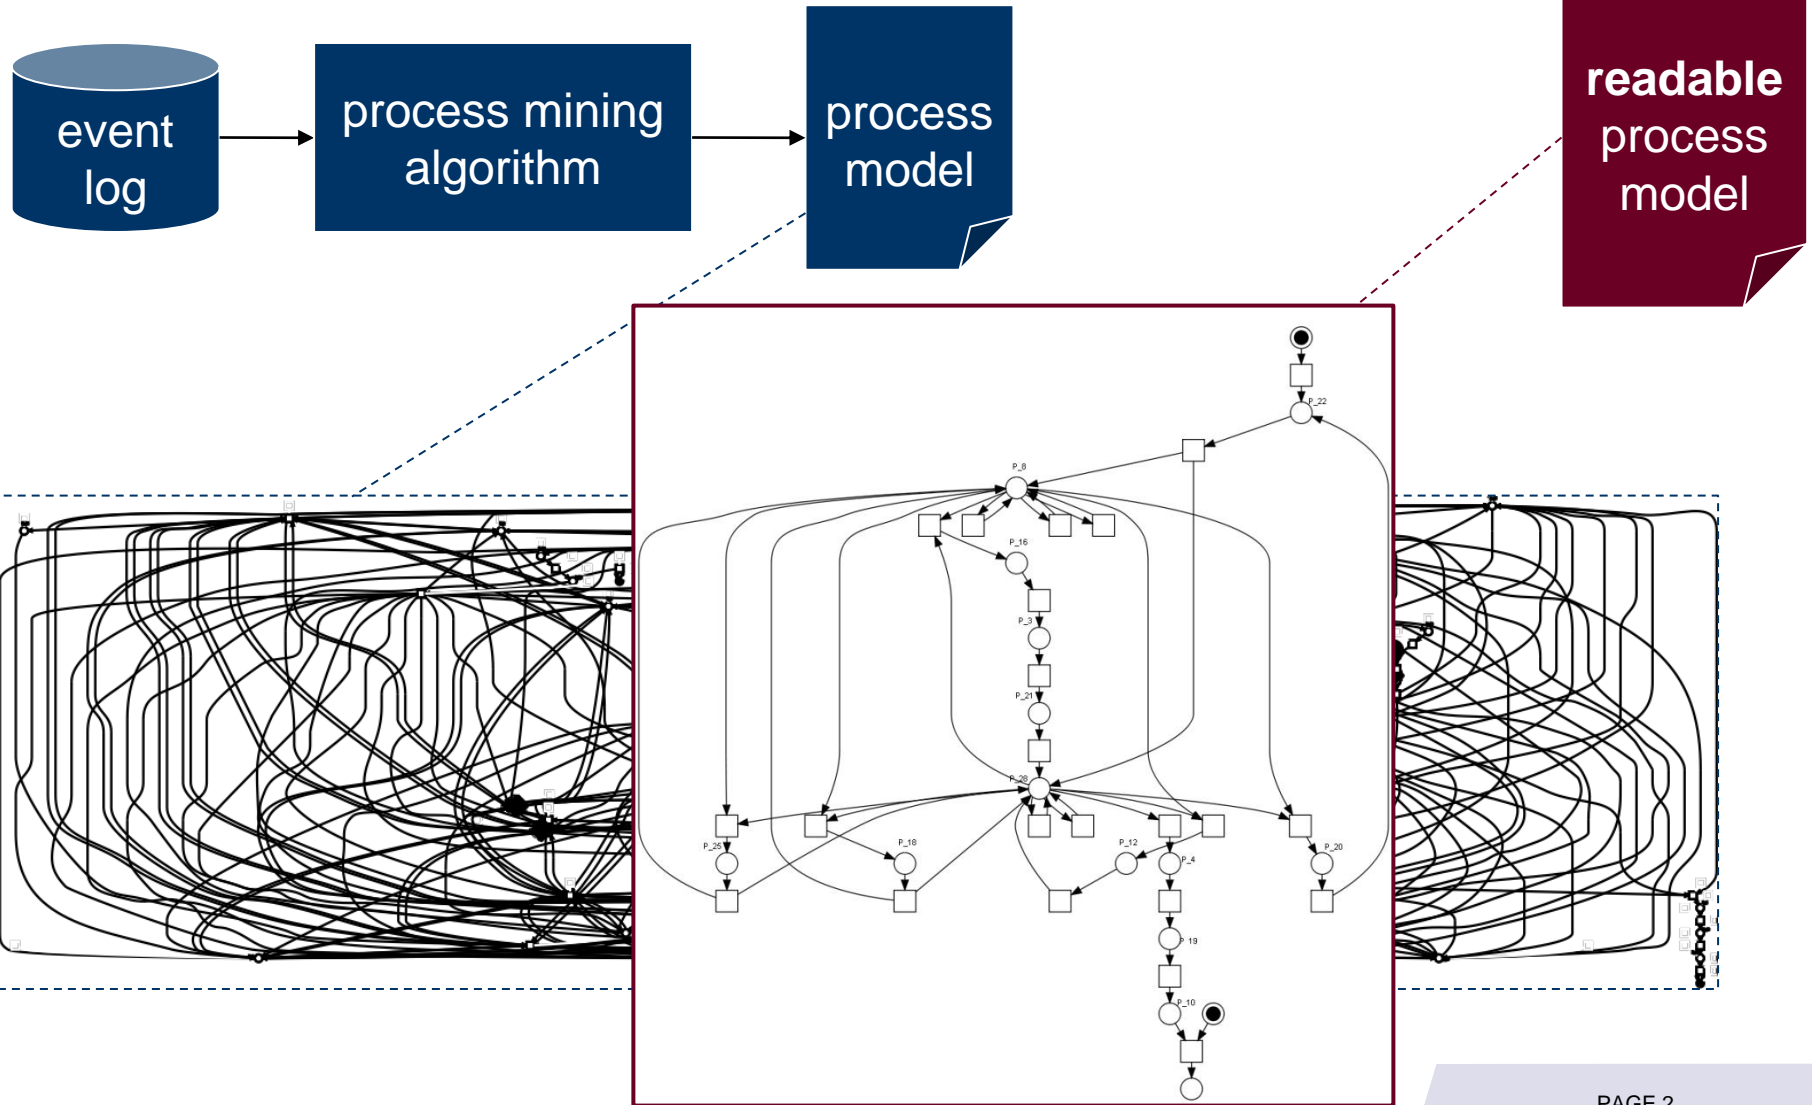 event
log
process mining
algorithm
process
model
readable
process
model
P_22
P_8
P_16
P_3
P_21
P_28
P_25
P_18
P_12
P_4
P_20
P_19
P_10
PAGE 2